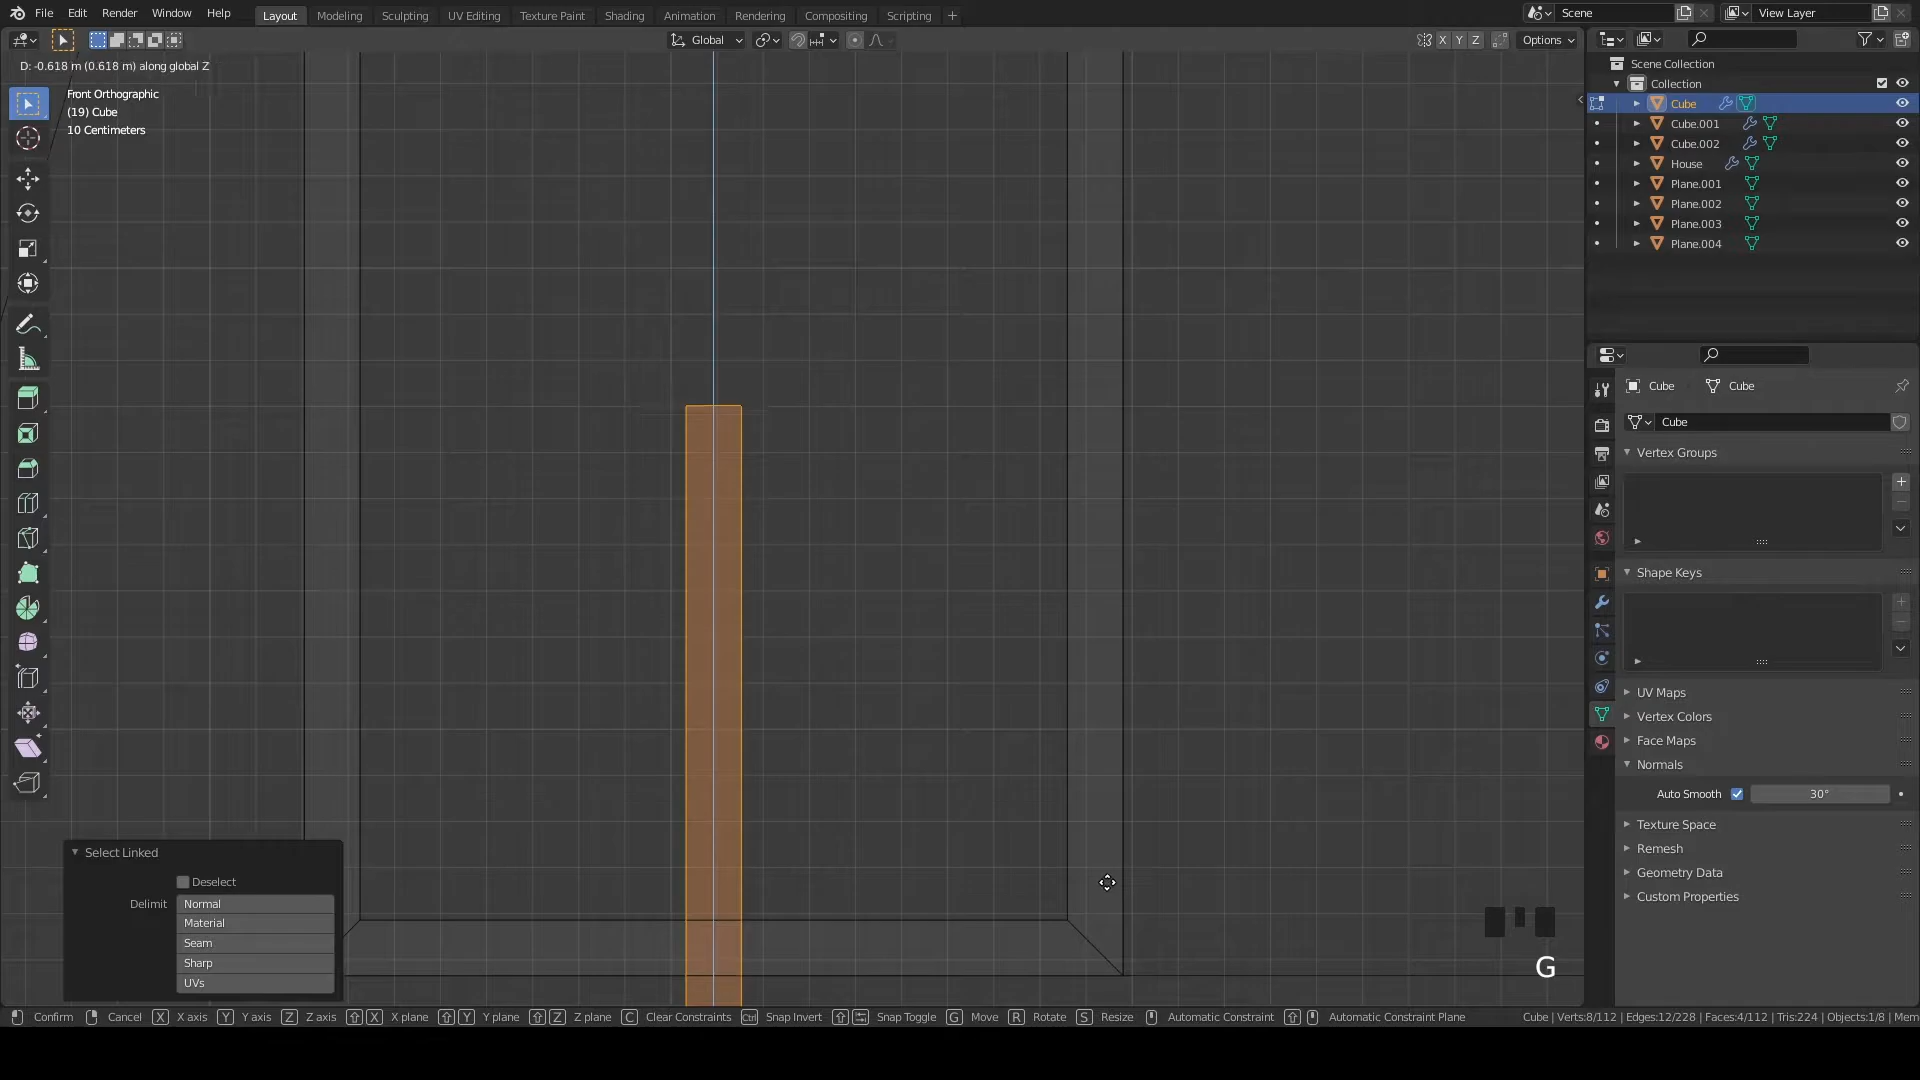 File Edit Render Window Help Layout Modeling Sculpting UV Editing Texture Paint Shading Animation Rendering Compositing Scripting + Scene View Layer
Global X Y Z Options
D: -0.618 m (0.618 m) along global Z
Front Orthographic
(19) Cube
10 Centimeters
Scene Collection
Collection
Cube
Cube.001
Cube.002
House
Plane.001
Plane.002
Plane.003
Plane.004
Cube Cube
Cube
Vertex Groups
Shape Keys
UV Maps
Vertex Colors
Face Maps
Normals
Auto Smooth 30°
Texture Space
Remesh
Geometry Data
Custom Properties
Select Linked
Deselect
Delimit Normal
Material
Seam
Sharp
UVs
G
Confirm Cancel X X axis Y Y axis Z Z axis X X plane Y Y plane Z Z plane C Clear Constraints Ctrl Snap Invert Snap Toggle G Move R Rotate S Resize Automatic Constraint Automatic Constraint Plane Cube | Verts:8/112 | Edges:12/228 | Faces:4/112 | Tris:224 | Objects:1/8 | Mem